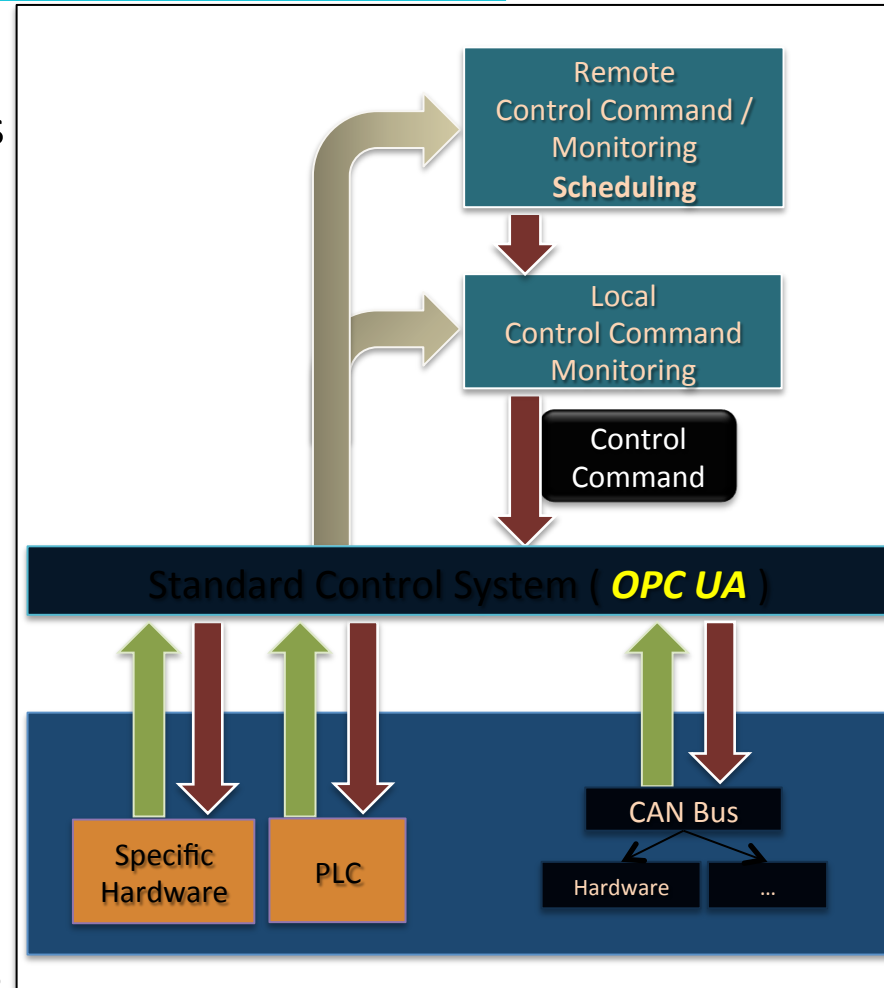 s
Remote
Control Command /
Monitoring
Scheduling
Local
Control Command
Monitoring
Control
Command
Standard Control System ( OPC UA )
CAN Bus
Specific
Hardware
PLC
Hardware
...